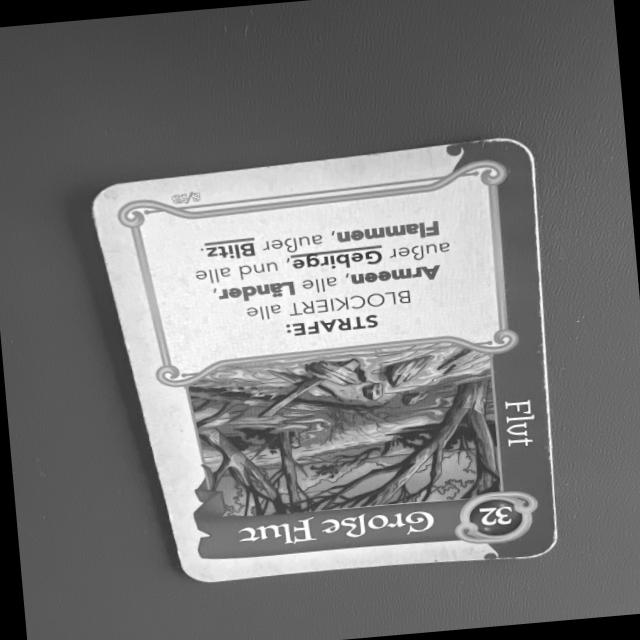 32
Große Flut
Flut
STRAFE:
BLOCKIERT alle
Armeen, alle Länder,
außer Gebirge, und alle
Flammen, außer Blitz.